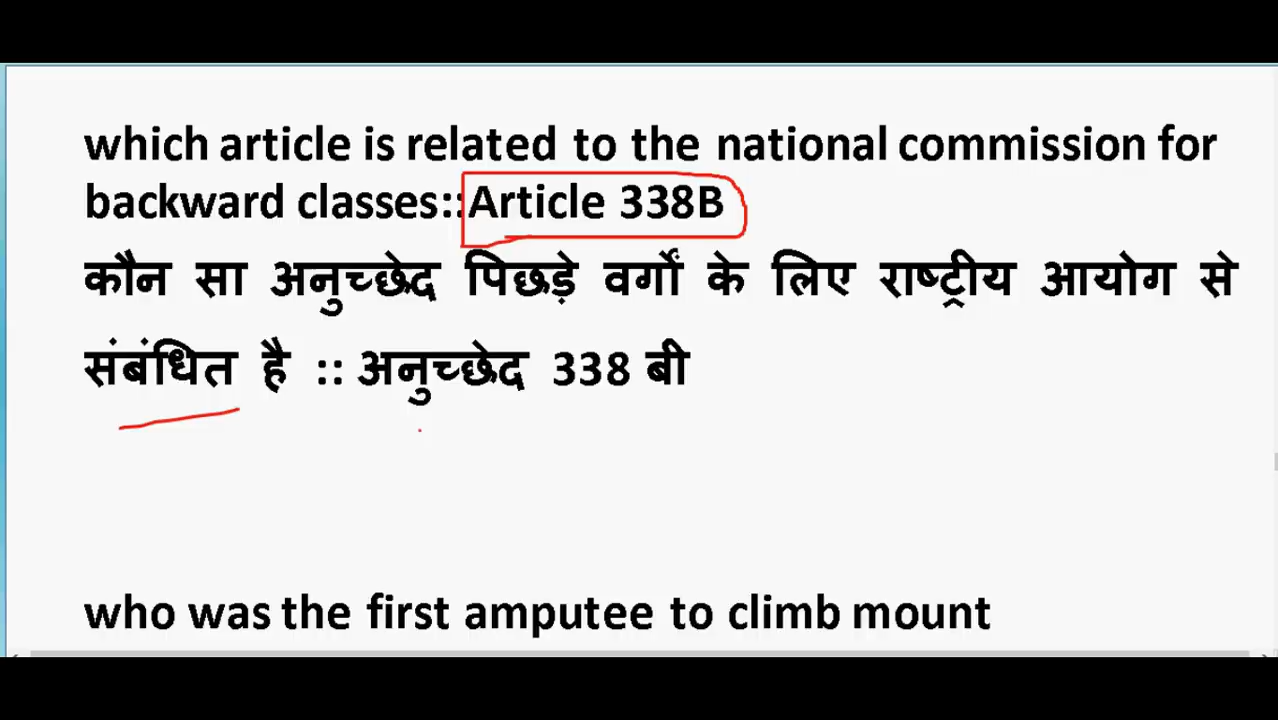 which article is related to the national commission for
backward classes::Article 338B
कौन सा अनुच्छेद पिछड़े वर्गों के लिए राष्ट्रीय आयोग से
संबंधित है :: अनुच्छेद 338 बी
who was the first amputee to climb mount